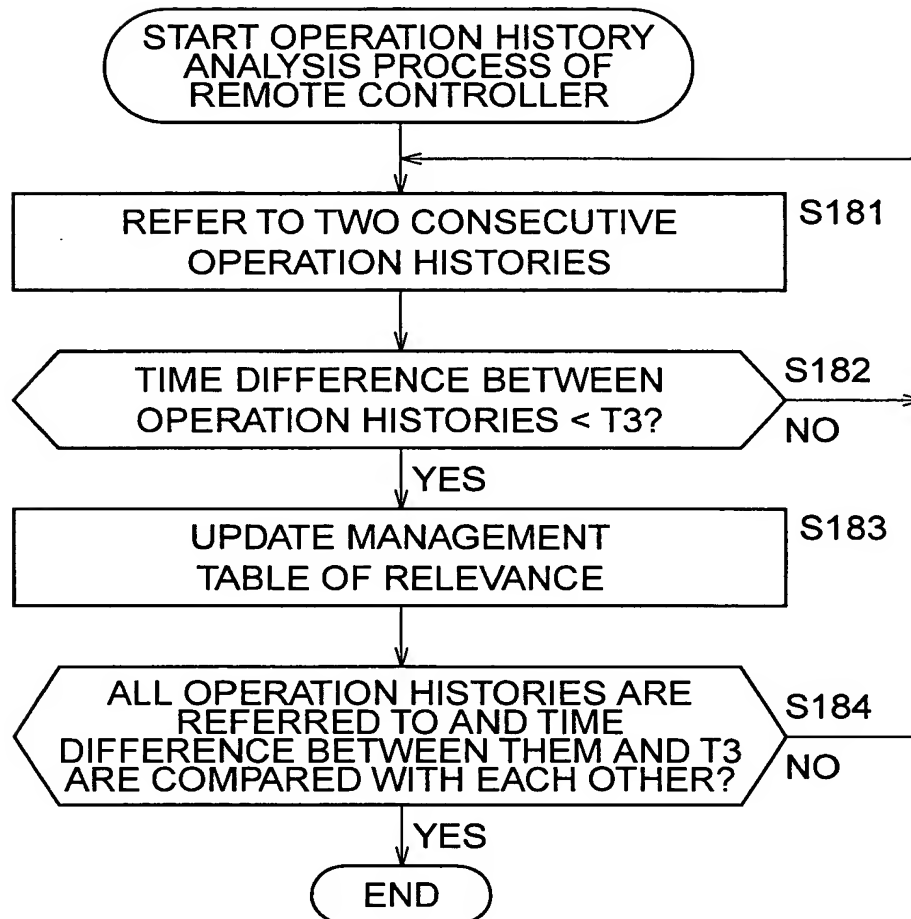 START OPERATION HISTORY
ANALYSIS PROCESS OF
REMOTE CONTROLLER
REFER TO TWO CONSECUTIVE
OPERATION HISTORIES
S181
TIME DIFFERENCE BETWEEN
OPERATION HISTORIES < T3?
S182
NO
YES
UPDATE MANAGEMENT
TABLE OF RELEVANCE
S183
ALL OPERATION HISTORIES ARE
REFERRED TO AND TIME
DIFFERENCE BETWEEN THEM AND T3
ARE COMPARED WITH EACH OTHER?
S184
NO
YES
END